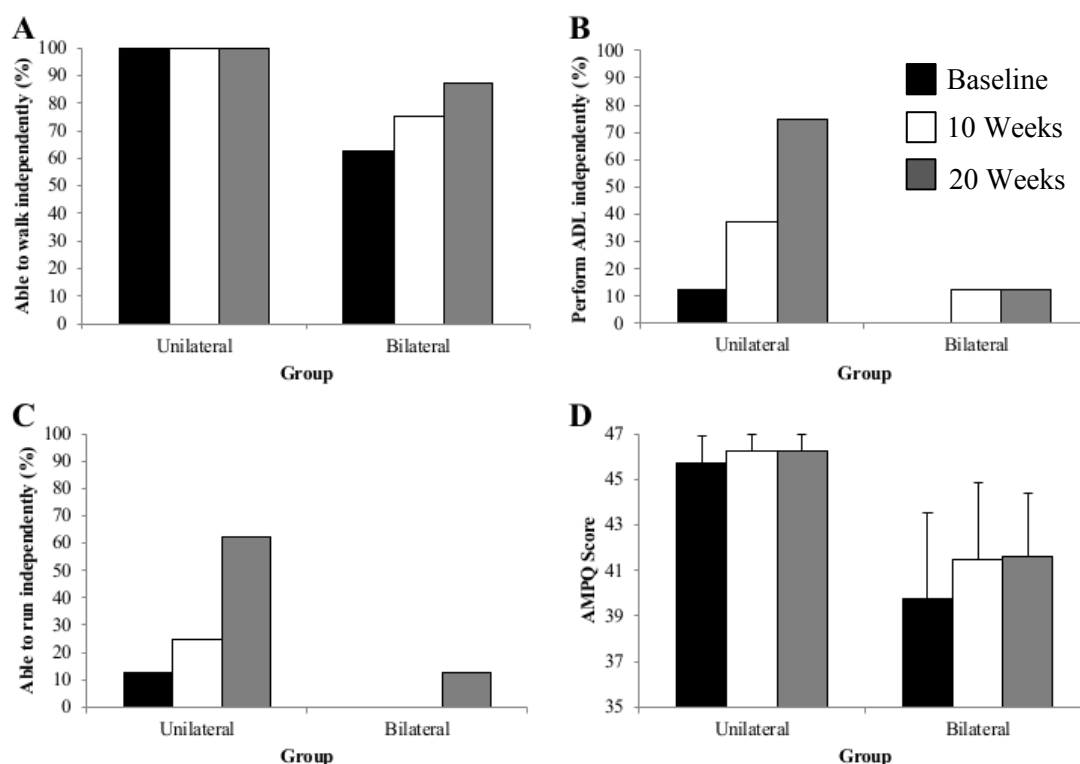 A
Able to walk independently (%)
100
90
80
70
60
50
40
30
20
10
0
Unilateral
Bilateral
Group
B
Perform ADL independently (%)
100
90
80
70
60
50
40
30
20
10
0
Unilateral
Bilateral
Group
Baseline
10 Weeks
20 Weeks
C
Able to run independently (%)
100
90
80
70
60
50
40
30
20
10
0
Unilateral
Bilateral
Group
D
AMPQ Score
47
45
43
41
39
37
35
Unilateral
Bilateral
Group